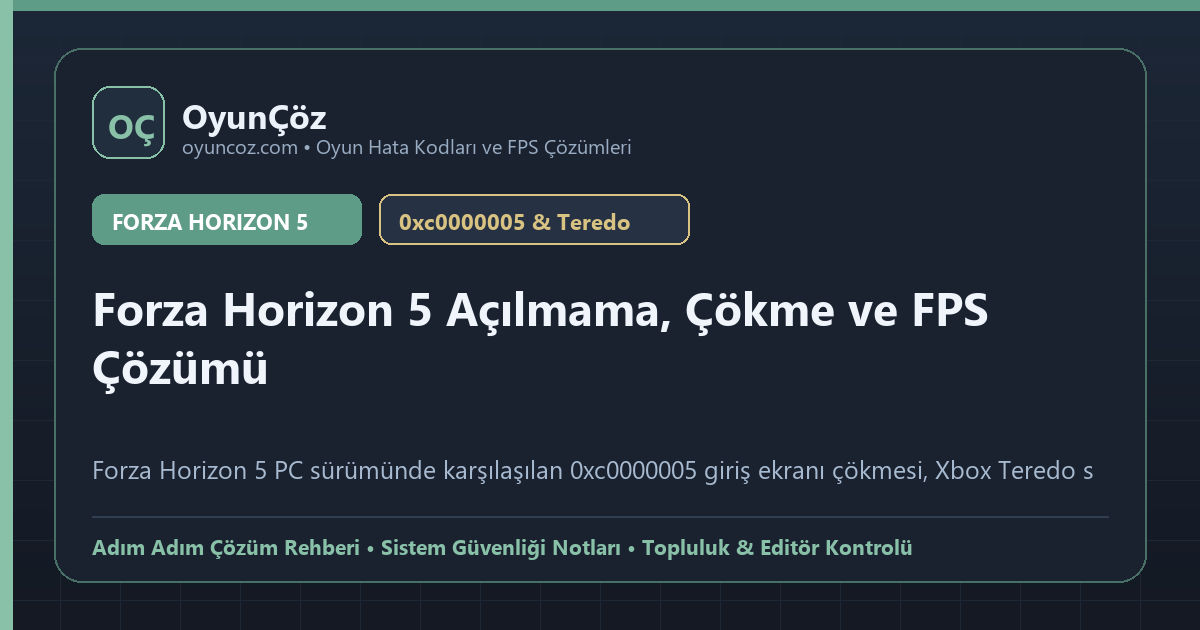 OÇ
OyunÇöz
oyuncoz.com • Oyun Hata Kodları ve FPS Çözümleri
FORZA HORIZON 5
0xc0000005 & Teredo
Forza Horizon 5 Açılmama, Çökme ve FPS
Çözümü
Forza Horizon 5 PC sürümünde karşılaşılan 0xc0000005 giriş ekranı çökmesi, Xbox Teredo s
Adım Adım Çözüm Rehberi • Sistem Güvenliği Notları • Topluluk & Editör Kontrolü